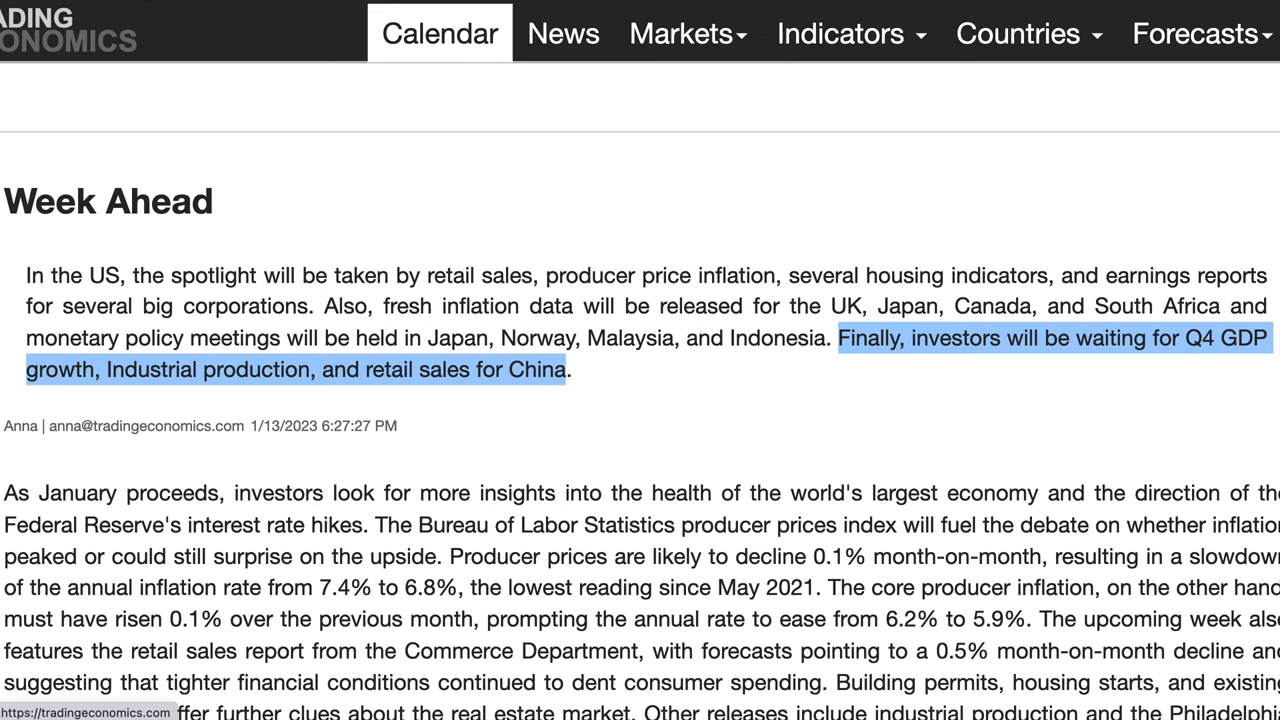 ADING
ONOMICS
Calendar News Markets Indicators Countries Forecasts
Week Ahead
In the US, the spotlight will be taken by retail sales, producer price inflation, several housing indicators, and earnings reports
for several big corporations. Also, fresh inflation data will be released for the UK, Japan, Canada, and South Africa and
monetary policy meetings will be held in Japan, Norway, Malaysia, and Indonesia. Finally, investors will be waiting for Q4 GDP
growth, Industrial production, and retail sales for China.
Anna | anna@tradingeconomics.com 1/13/2023 6:27:27 PM
As January proceeds, investors look for more insights into the health of the world's largest economy and the direction of the
Federal Reserve's interest rate hikes. The Bureau of Labor Statistics producer prices index will fuel the debate on whether inflation
peaked or could still surprise on the upside. Producer prices are likely to decline 0.1% month-on-month, resulting in a slowdown
of the annual inflation rate from 7.4% to 6.8%, the lowest reading since May 2021. The core producer inflation, on the other hand
must have risen 0.1% over the previous month, prompting the annual rate to ease from 6.2% to 5.9%. The upcoming week also
features the retail sales report from the Commerce Department, with forecasts pointing to a 0.5% month-on-month decline and
suggesting that tighter financial conditions continued to dent consumer spending. Building permits, housing starts, and existing
https://tradingeconomics.com ffer further clues about the real estate market. Other releases include industrial production and the Philadelphi